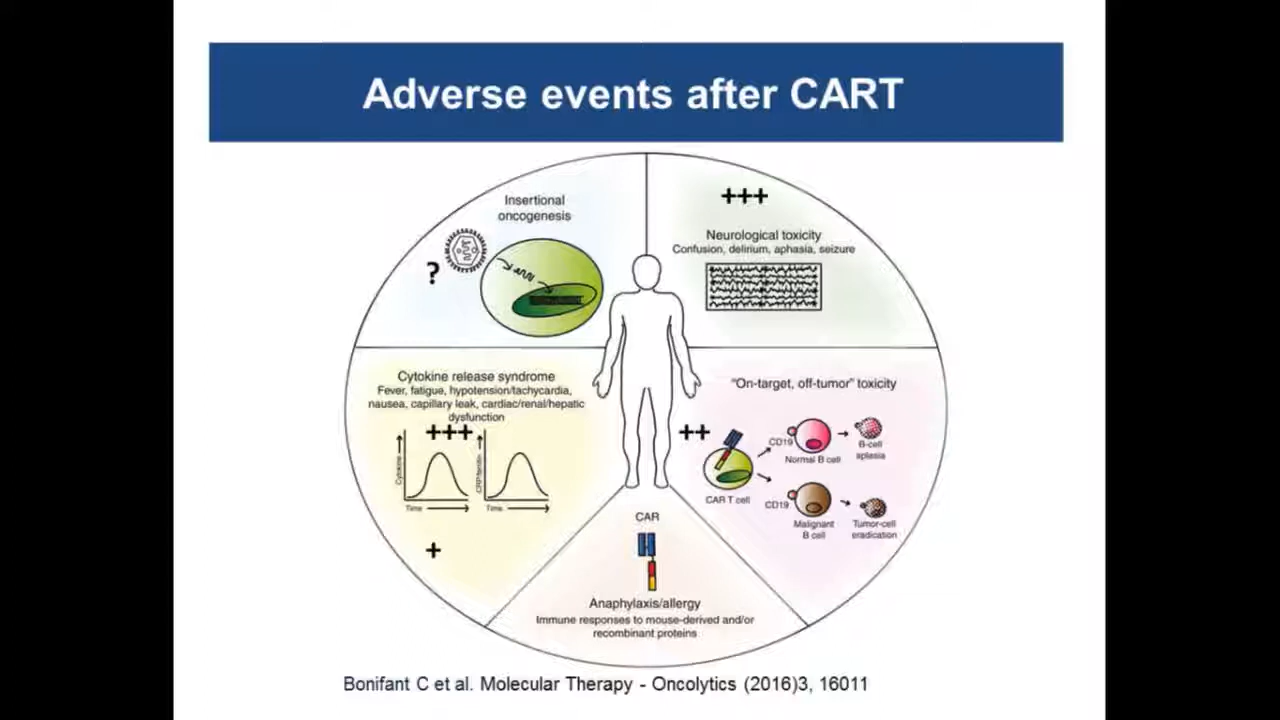 Adverse events after CART
Insertional
oncogenesis
?
+++
Neurological toxicity
Confusion, delirium, aphasia, seizure
Cytokine release syndrome
Fever, fatigue, hypotension/tachycardia,
nausea, capillary leak, cardiac/renal/hepatic
dysfunction
+++
Cytokine
Time
CRP/ferritin
Time
+
"On-target, off-tumor" toxicity
++
CAR T cell
CD19
Normal B cell
B-cell
aplasia
CD19
Malignant
B cell
Tumor-cell
eradication
CAR
Anaphylaxis/allergy
Immune responses to mouse-derived and/or
recombinant proteins
Bonifant C et al. Molecular Therapy - Oncolytics (2016)3, 16011